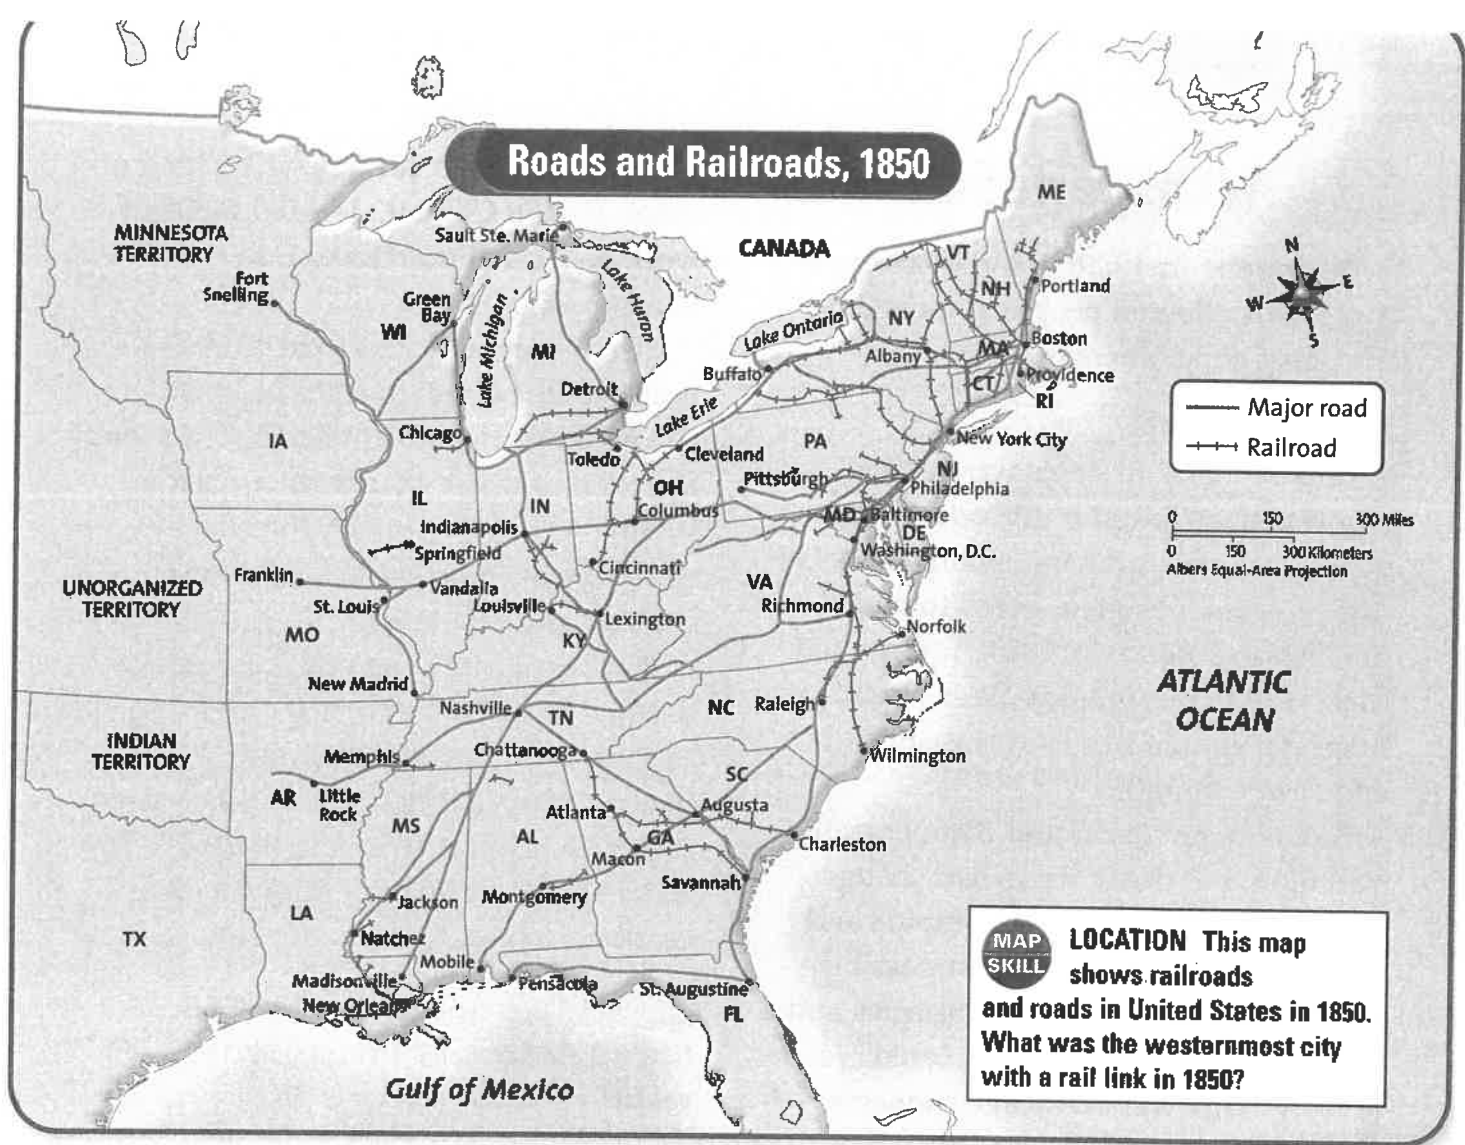 Roads and Railroads, 1850
CANADA
ME
MINNESOTA
TERRITORY
Sault Ste. Marie
Lake Huron
VT
NH
Portland
N
W
E
S
Fort
Snelling
Green
Bay
WI
Lake Michigan
MI
Lake Ontario
NY
Albany
MA
Boston
Buffalo
CT
Providence
RI
Detroit
Lake Erie
Major road
Railroad
IA
Chicago
Toledo
Cleveland
PA
New York City
IL
IN
OH
Pittsburgh
NJ
Philadelphia
Indianapolis
Columbus
MD
Baltimore
DE
Washington, D.C.
0 150 300 Miles
0 150 300 Kilometers
Albers Equal-Area Projection
Springfield
Franklin
Vandalia
Cincinnati
UNORGANIZED
TERRITORY
St. Louis
Louisville
VA
Richmond
MO
Lexington
Norfolk
KY
New Madrid
Nashville
TN
NC
Raleigh
ATLANTIC
OCEAN
INDIAN
TERRITORY
Memphis
Chattanooga
Wilmington
AR
Little
Rock
SC
MS
AL
Atlanta
Augusta
GA
Macon
Charleston
Savannah
Montgomery
LA
Jackson
TX
Natchez
Mobile
Madisonville
Pensacola
St. Augustine
New Orleans
FL
Gulf of Mexico
MAP
SKILL
LOCATION This map
shows railroads
and roads in United States in 1850.
What was the westernmost city
with a rail link in 1850?